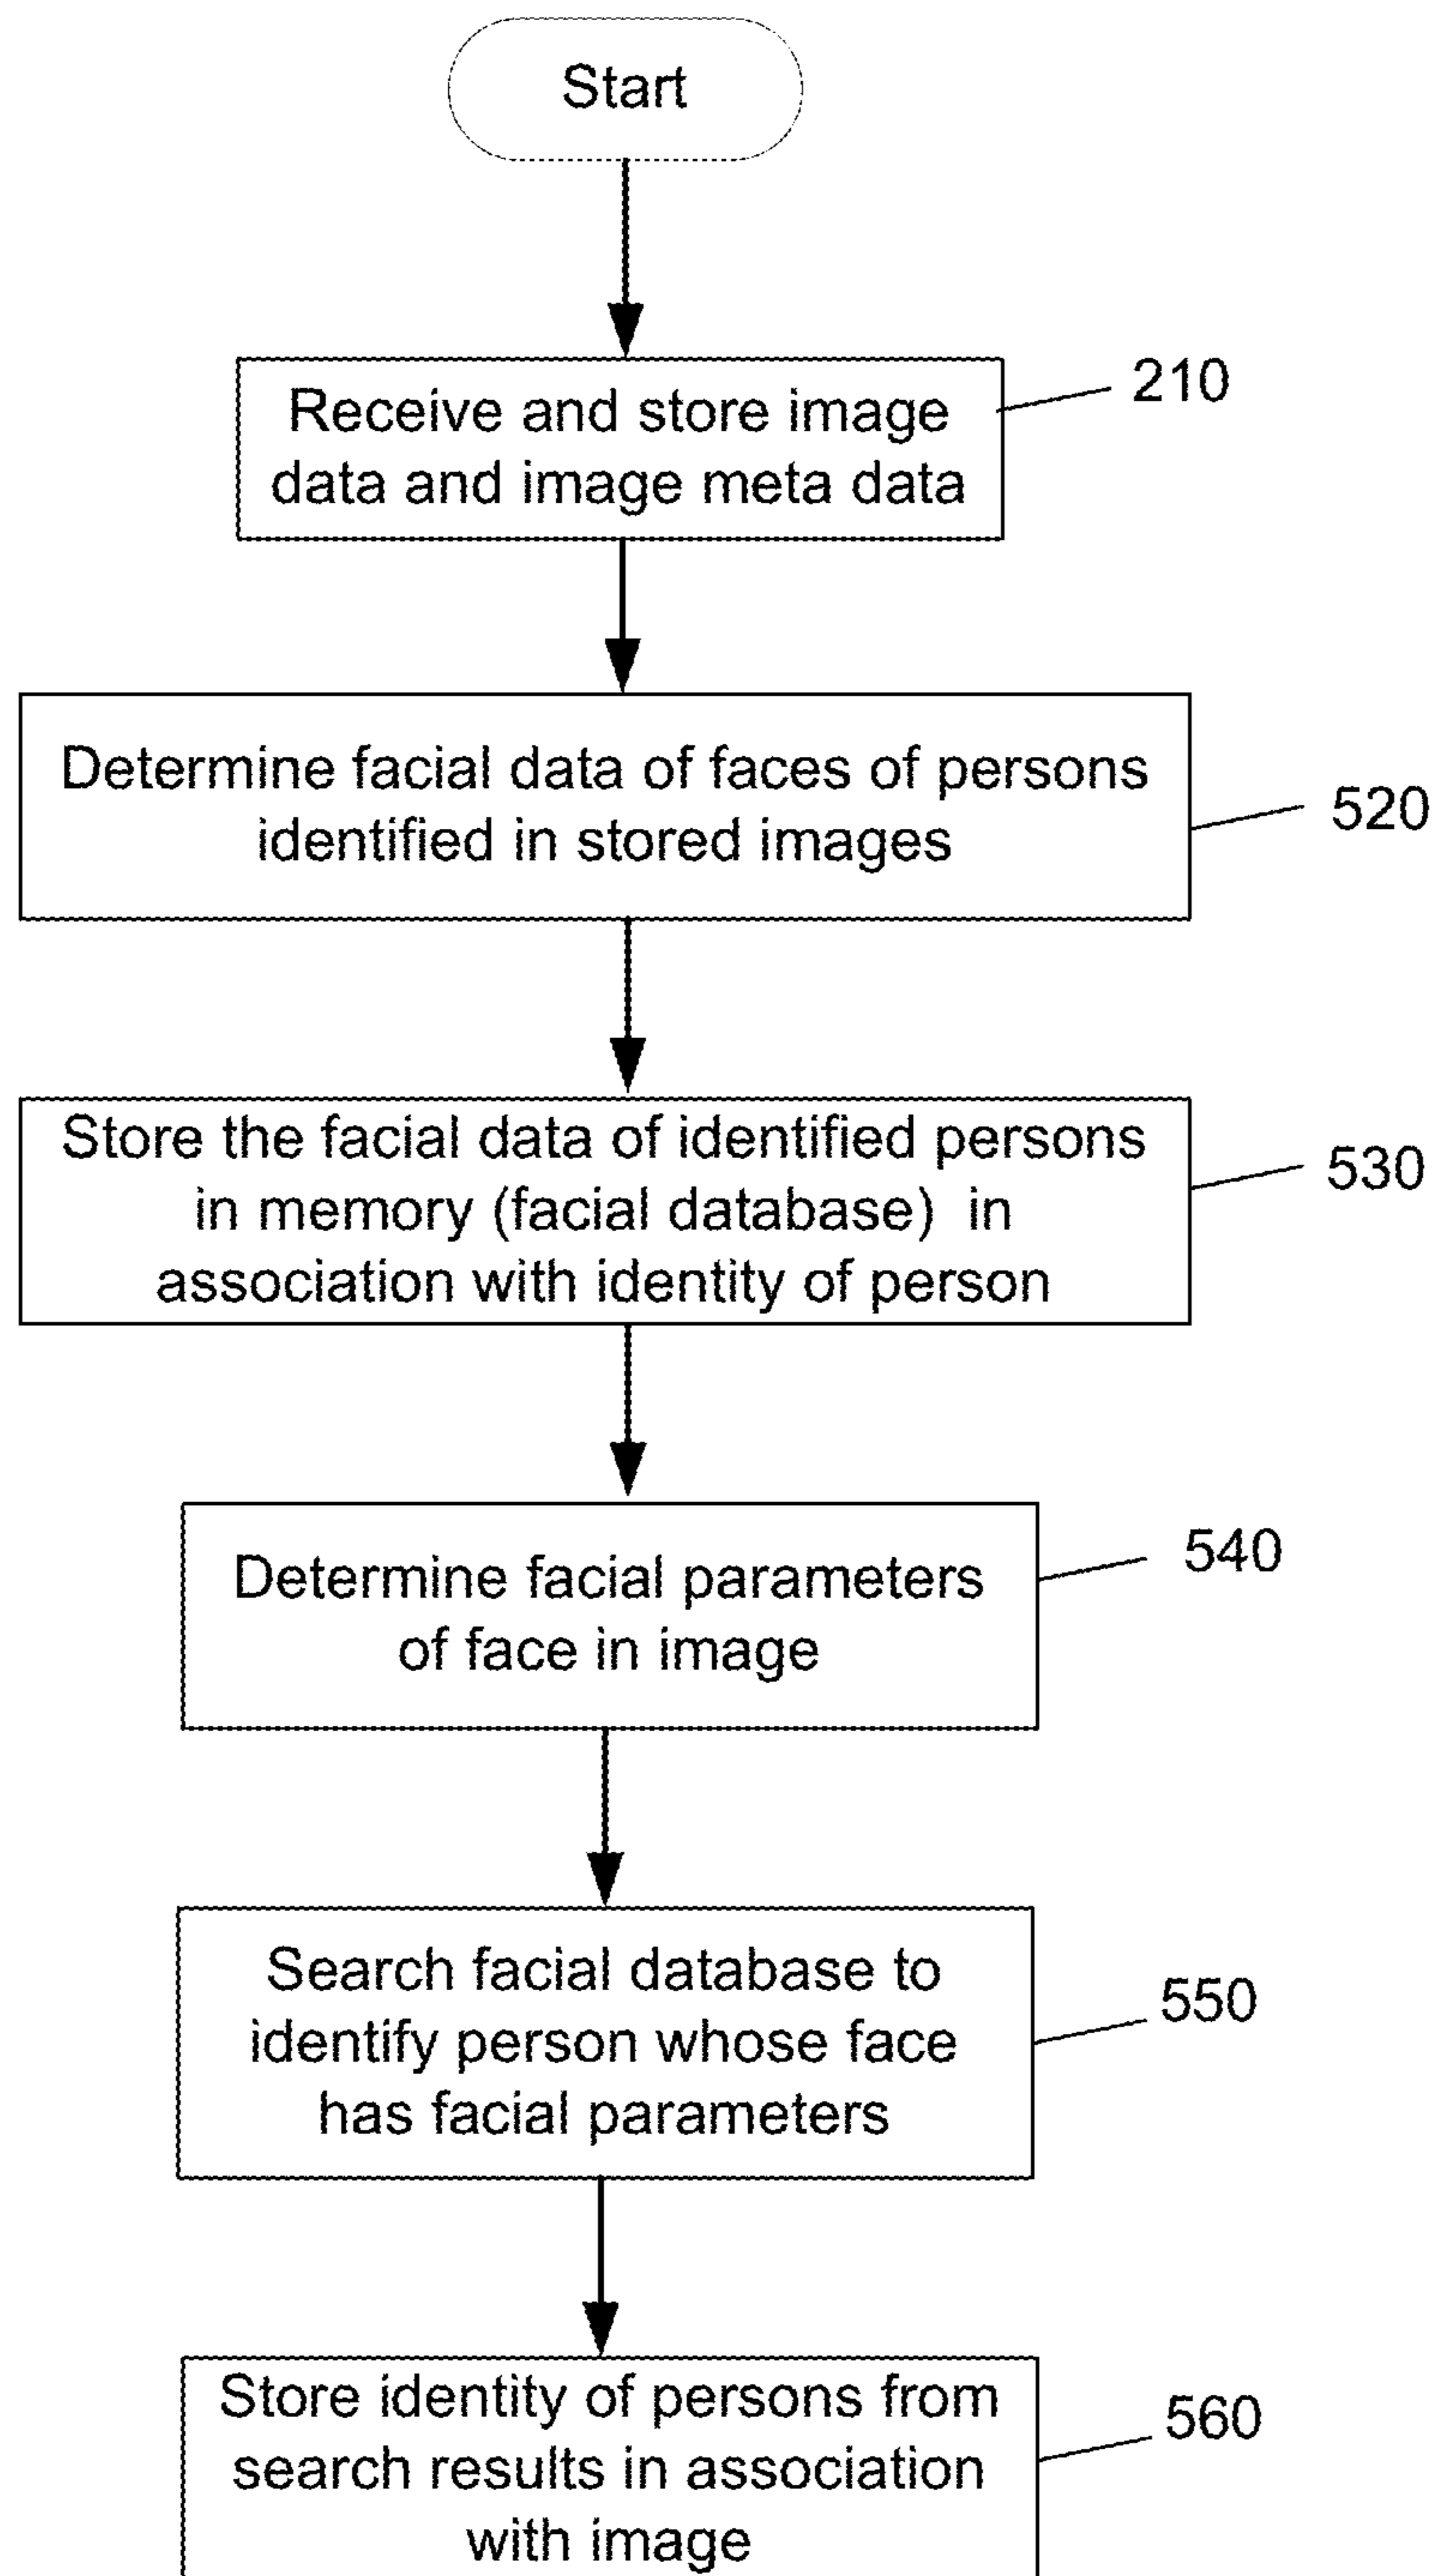 Start
Receive and store image
data and image meta data
210
Determine facial data of faces of persons
identified in stored images
520
Store the facial data of identified persons
in memory (facial database) in
association with identity of person
530
Determine facial parameters
of face in image
540
Search facial database to
identify person whose face
has facial parameters
550
Store identity of persons from
search results in association
with image
560